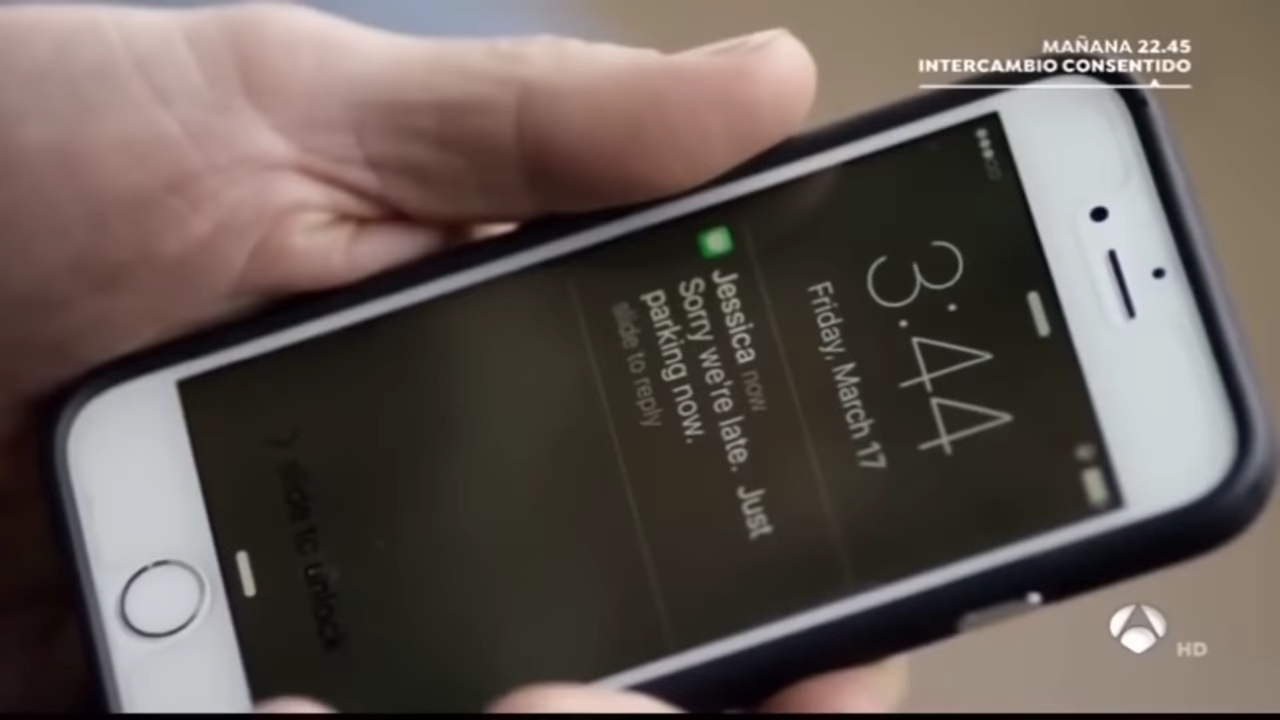 MAÑANA 22.45
INTERCAMBIO CONSENTIDO
3:44
Friday, March 17
Jessica now
Sorry we're late. Just
parking now.
slide to reply
slide to unlock
HD